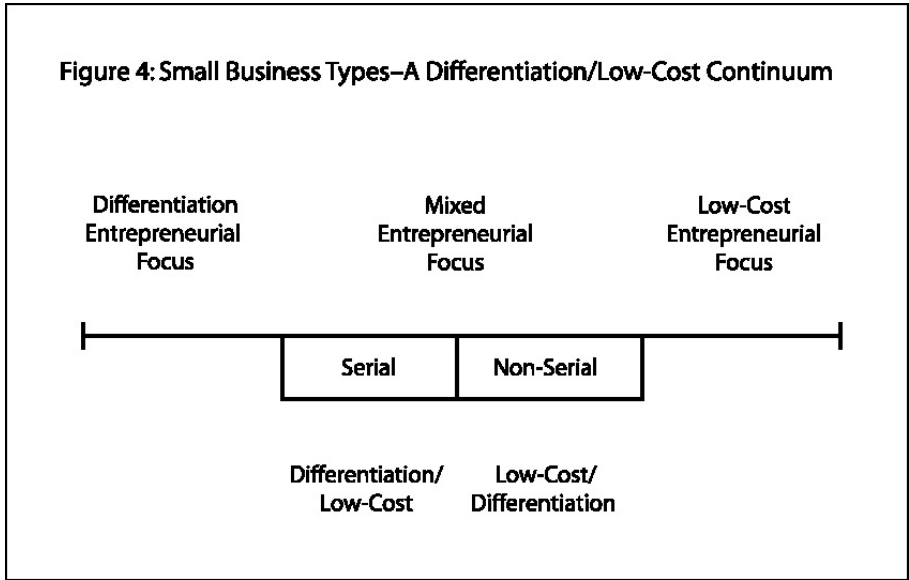 Figure 4: Small Business Types–A Differentiation/Low-Cost Continuum
Differentiation
Entrepreneurial
Focus
Mixed
Entrepreneurial
Focus
Low-Cost
Entrepreneurial
Focus
Serial
Non-Serial
Differentiation/
Low-Cost
Low-Cost/
Differentiation